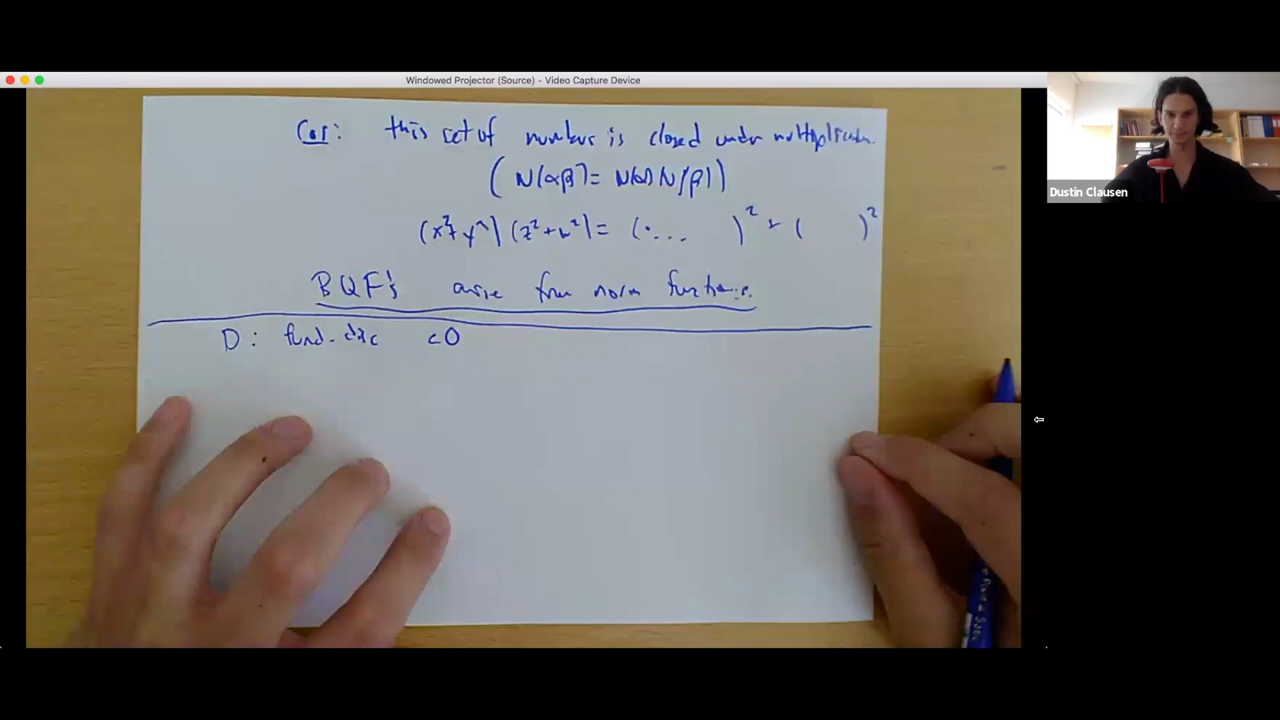 Windowed Projector (Source) - Video Capture Device
Cor: this set of numbers is closed under multiplication.
(N(αβ) = N(α) N(β))
(x²+y²)(z²+w²) = (·... )² + ( )²
BQF's arise from norm functions.
D: fund. disc <0
Dustin Clausen